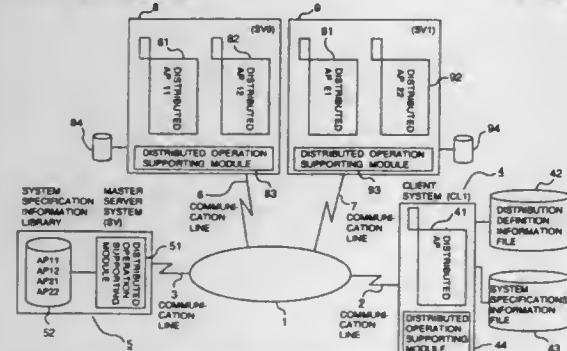 8
9
(SV0)
(SV1)
81
82
91
92
DISTRIBUTED AP 11
DISTRIBUTED AP 12
DISTRIBUTED AP E1
DISTRIBUTED AP 22
84
94
DISTRIBUTED OPERATION SUPPORTING MODULE
83
DISTRIBUTED OPERATION SUPPORTING MODULE
93
SYSTEM SPECIFICATION INFORMATION LIBRARY
MASTER SERVER SYSTEM (SV)
6
COMMUNICATION LINE
7
COMMUNICATION LINE
CLIENT SYSTEM (CL1)
4
41
42
DISTRIBUTED AP
DISTRIBUTION DEFINITION INFORMATION FILE
AP11
AP12
AP21
AP22
52
DISTRIBUTED OPERATION SUPPORTING MODULE
51
5
3
COMMUNICATION LINE
1
2
COMMUNICATION LINE
SYSTEM SPECIFICATIONS INFORMATION FILE
43
DISTRIBUTED OPERATION SUPPORTING MODULE
44